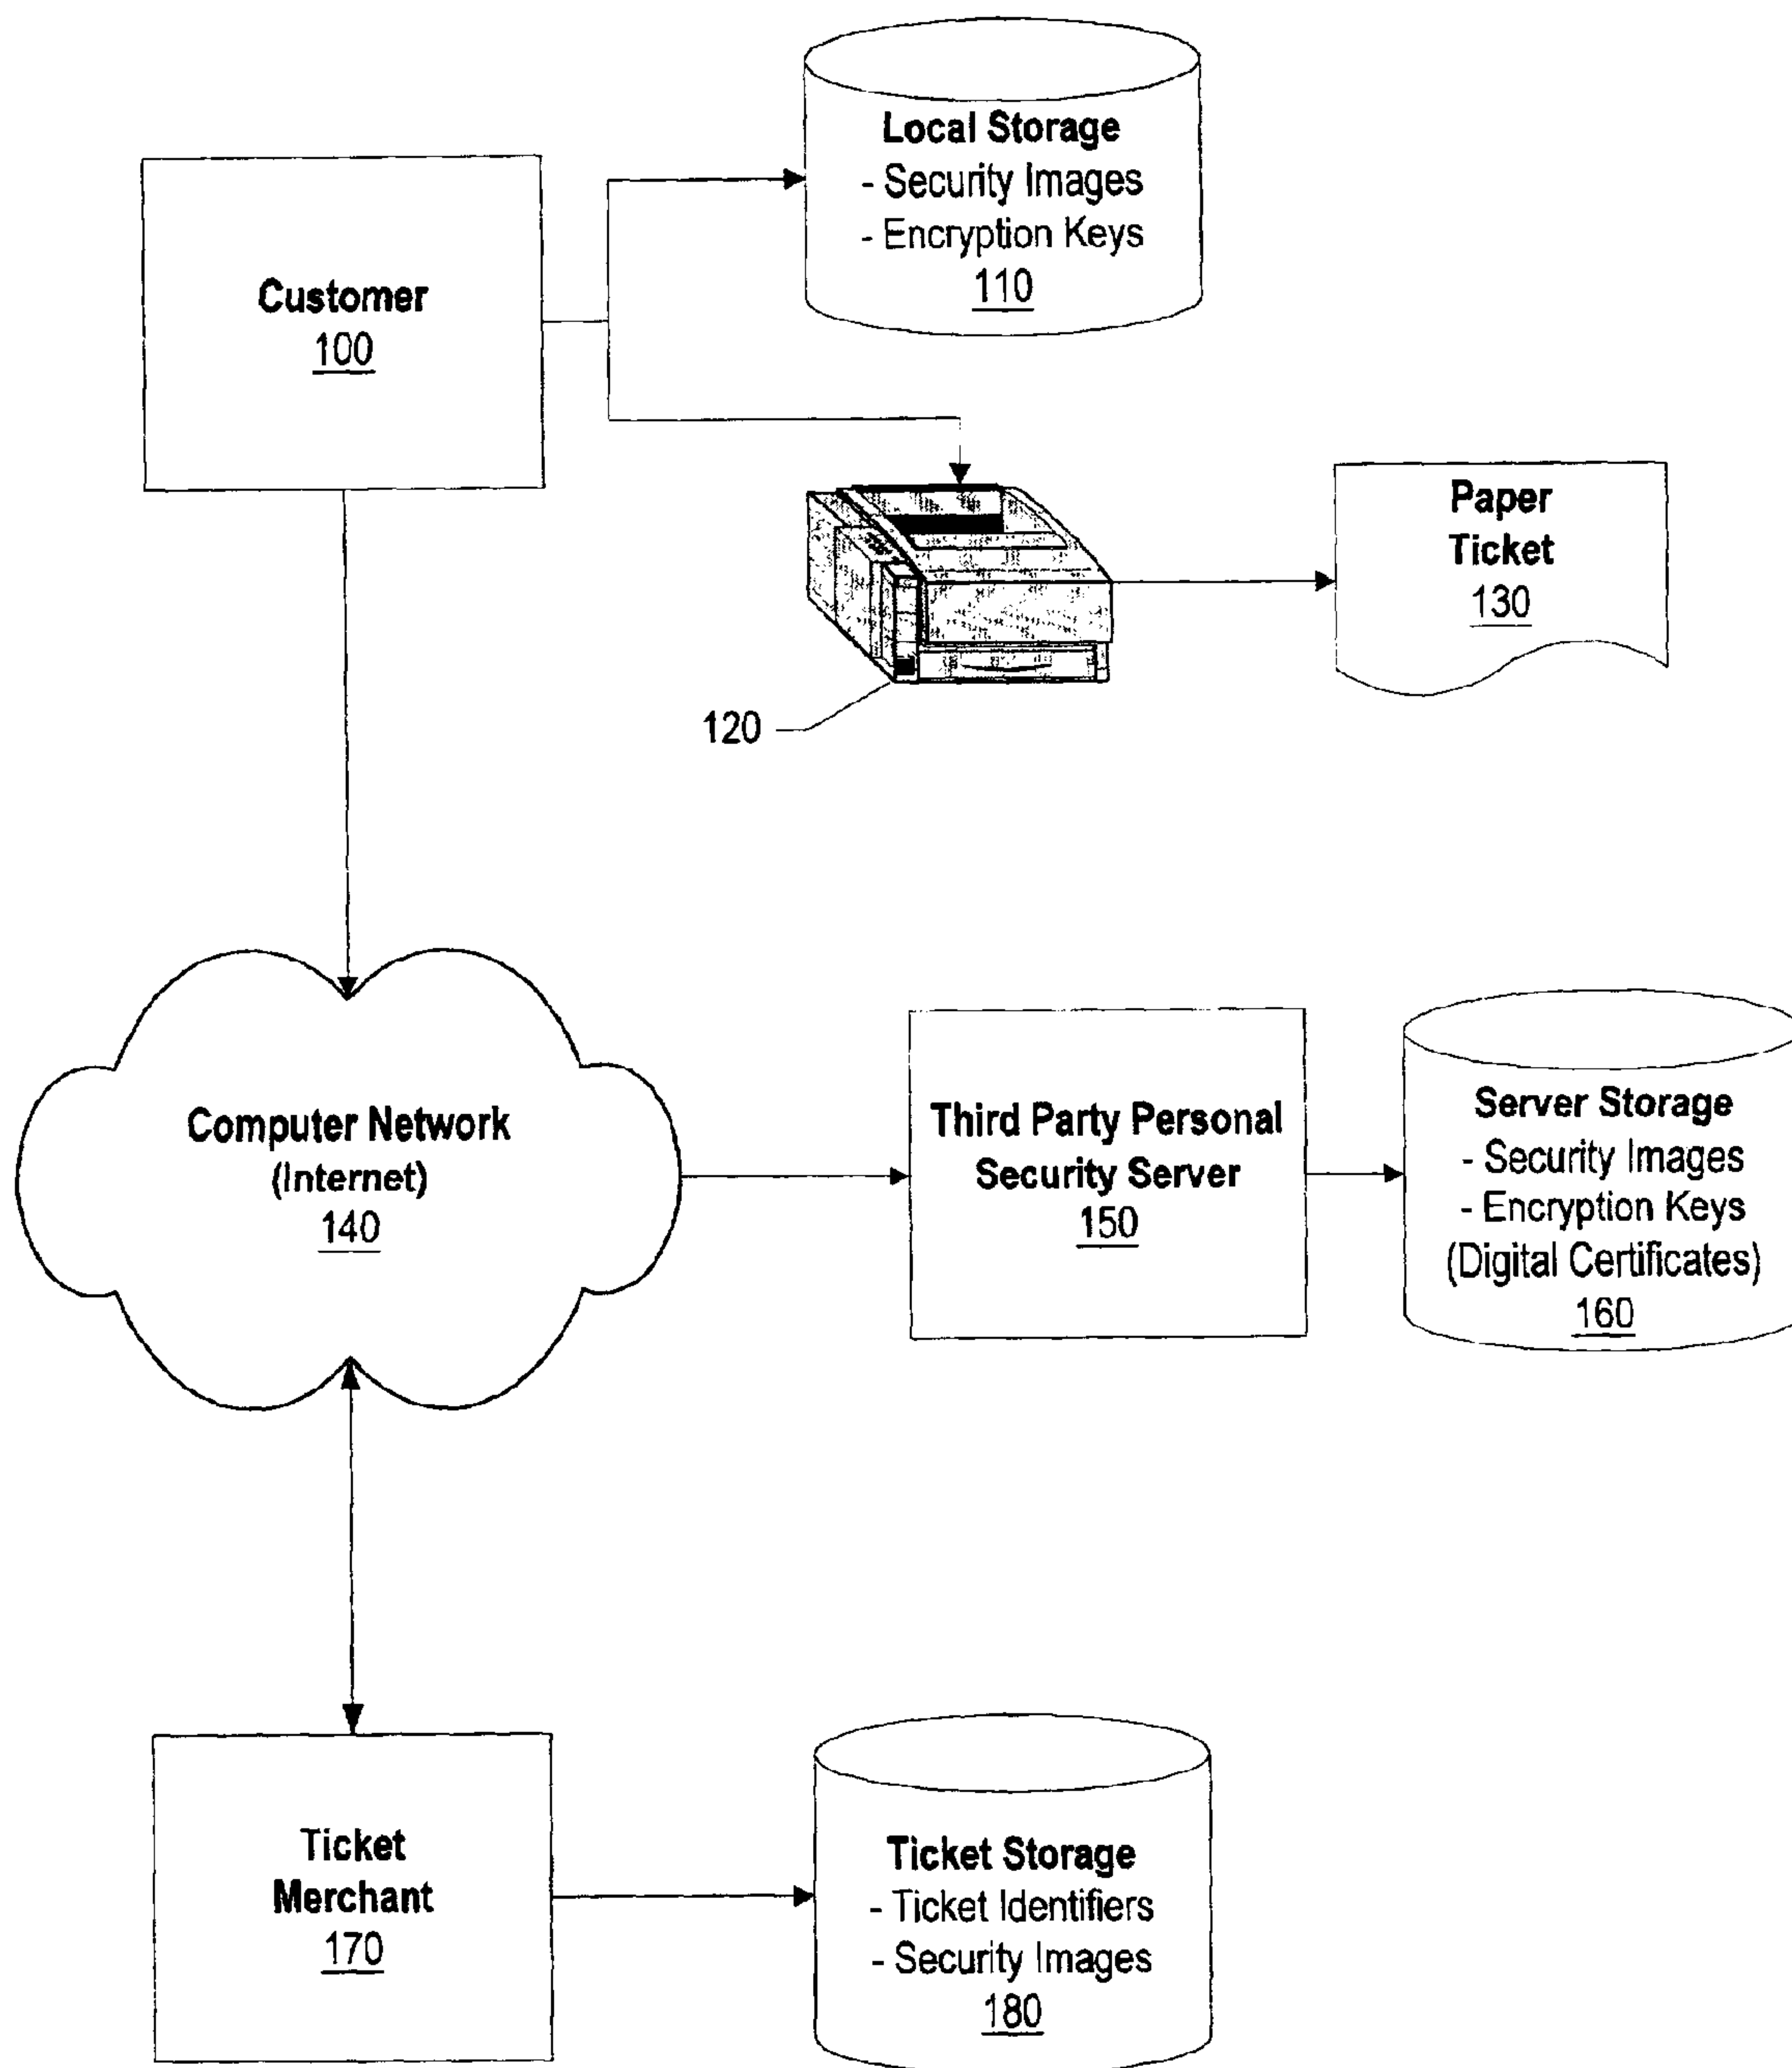 Local Storage
- Security Images
- Encryption Keys
110
Customer
100
Paper
Ticket
130
120
Computer Network
(Internet)
140
Third Party Personal
Security Server
150
Server Storage
- Security Images
- Encryption Keys
(Digital Certificates)
160
Ticket
Merchant
170
Ticket Storage
- Ticket Identifiers
- Security Images
180